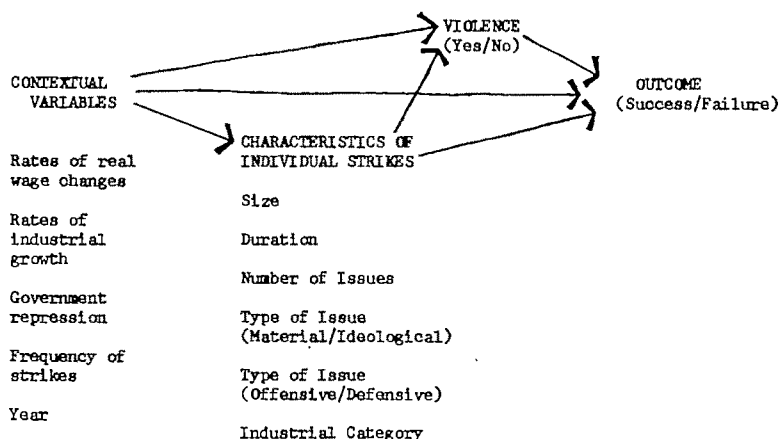 VIOLENCE
(Yes/No)
CONTEXTUAL
VARIABLES
OUTCOME
(Success/Failure)
CHARACTERISTICS OF
INDIVIDUAL STRIKES
Rates of real
wage changes
Rates of
industrial
growth
Government
repression
Frequency of
strikes
Year
Size
Duration
Number of Issues
Type of Issue
(Material/Ideological)
Type of Issue
(Offensive/Defensive)
Industrial Category